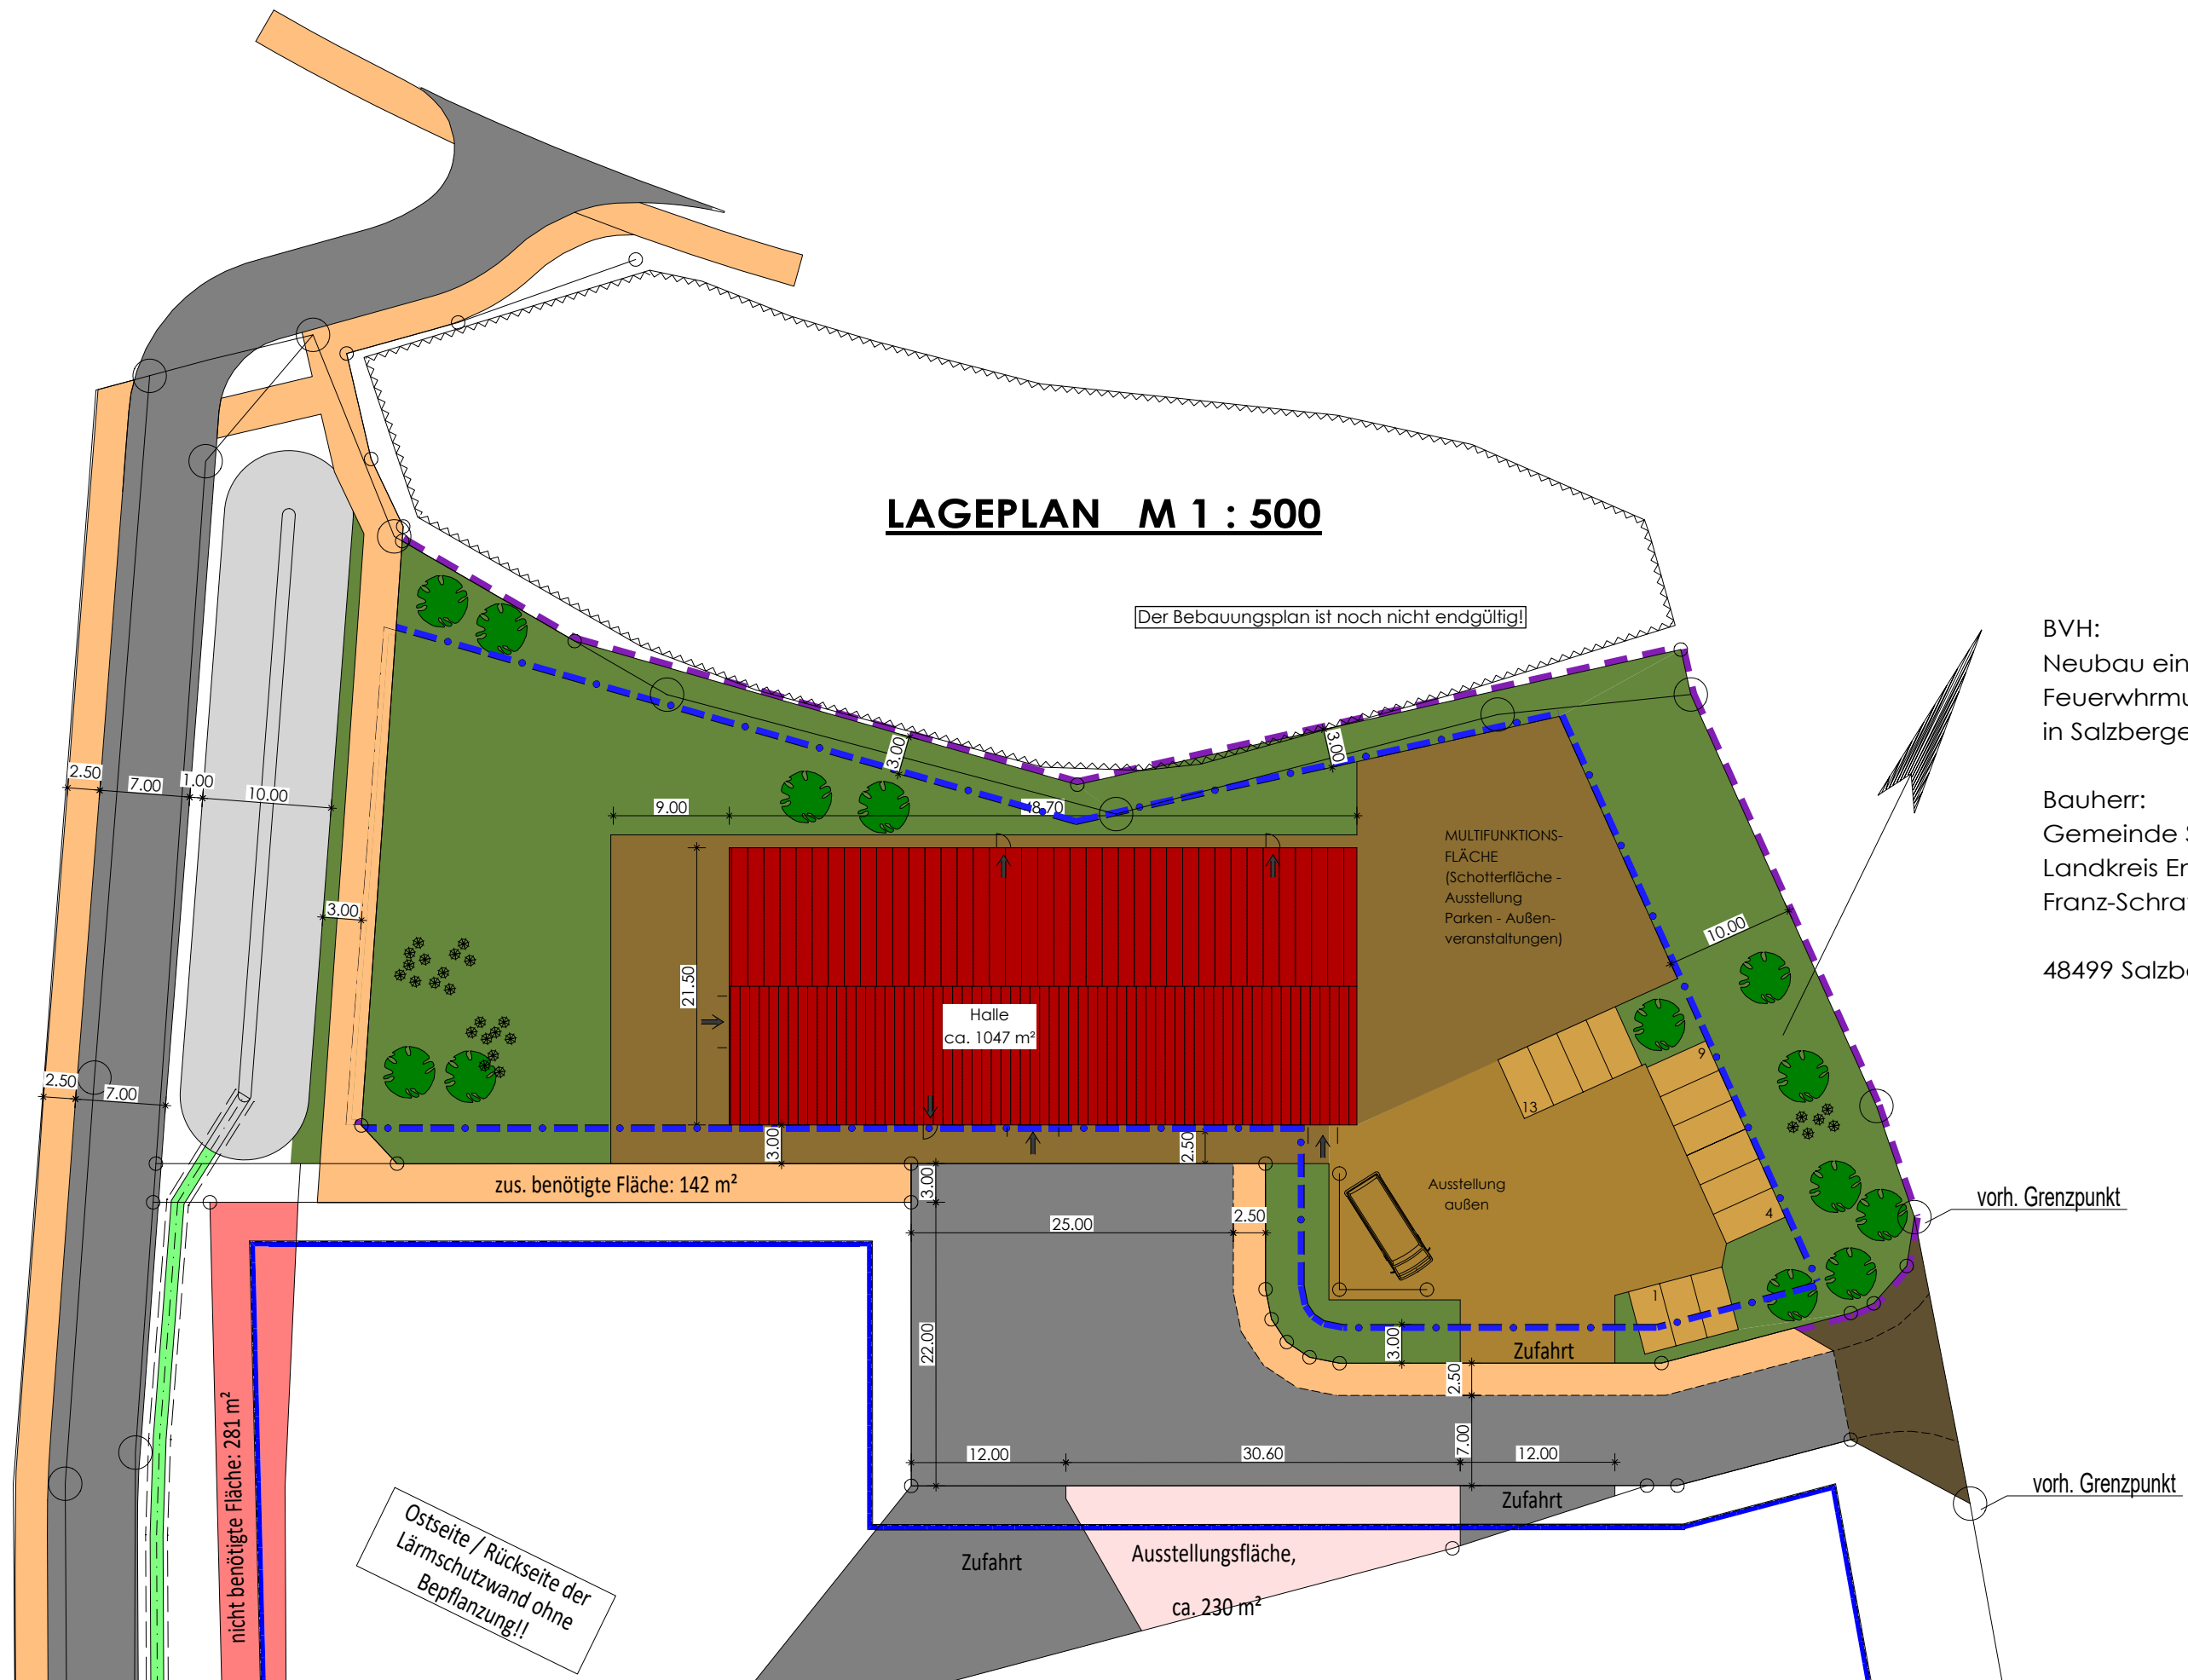 LAGEPLAN M 1 : 500
Der Bebauungsplan ist noch nicht endgültig!
BVH:
Neubau ein
Feuerwhrmu
in Salzberge
Bauherr:
Gemeinde S
Landkreis Em
Franz-Schra
48499 Salzbe
2.50
7.00
1.00
10.00
3.00
3.00
9.00
48.70
MULTIFUNKTIONS-
FLÄCHE
(Schotterfläche -
Ausstellung
Parken - Außen-
veranstaltungen)
10.00
3.00
21.50
Halle
ca. 1047 m²
9
13
4
1
2.50
7.00
3.00
2.50
zus. benötigte Fläche: 142 m²
3.00
25.00
2.50
Ausstellung
außen
vorh. Grenzpunkt
22.00
3.00
Zufahrt
2.50
7.00
12.00
30.60
12.00
vorh. Grenzpunkt
nicht benötigte Fläche: 281 m²
Ostseite / Rückseite der
Lärmschutzwand ohne
Bepflanzung!!
Zufahrt
Zufahrt
Ausstellungsfläche,
ca. 230 m²